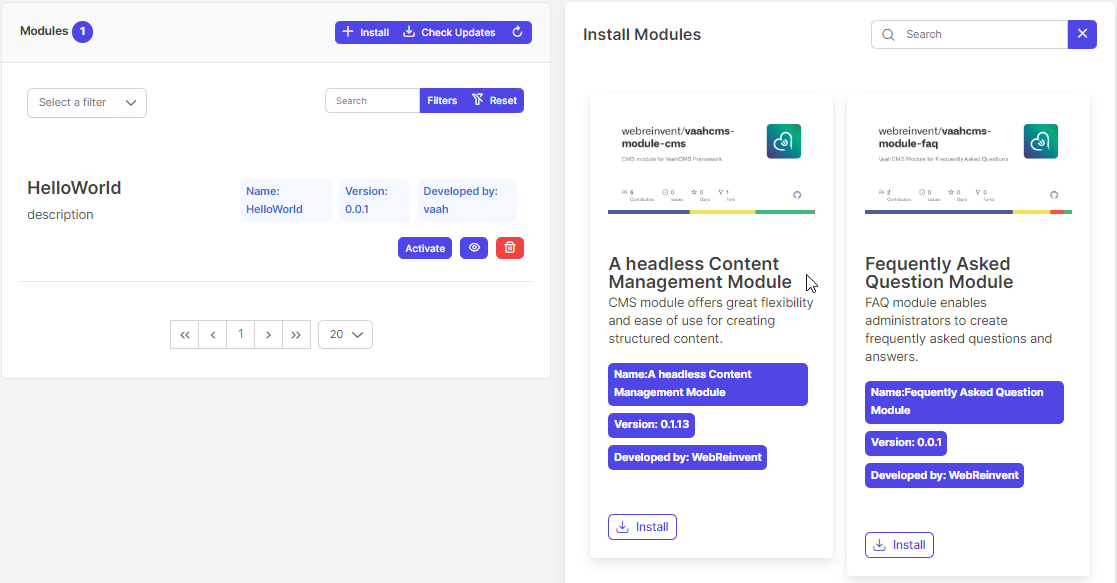 Modules 1
Install Check Updates
Select a filter
Search Filters Reset
HelloWorld
description
Name:
HelloWorld
Version:
0.0.1
Developed by:
vaah
Activate
1
20
Install Modules
Search
webreinvent/vaahcms-
module-cms
CMS module for VaahCMS Framework
6
Contributors
0
Issues
0
Stars
1
Fork
A headless Content
Management Module
CMS module offers great flexibility
and ease of use for creating
structured content.
Name:A headless Content
Management Module
Version: 0.1.13
Developed by: WebReinvent
Install
webreinvent/vaahcms-
module-faq
VaahCMS Module for Frequently Asked Questions
2
Contributors
0
Issues
0
Stars
0
Forks
Fequently Asked
Question Module
FAQ module enables
administrators to create
frequently asked questions and
answers.
Name:Fequently Asked Question
Module
Version: 0.0.1
Developed by: WebReinvent
Install